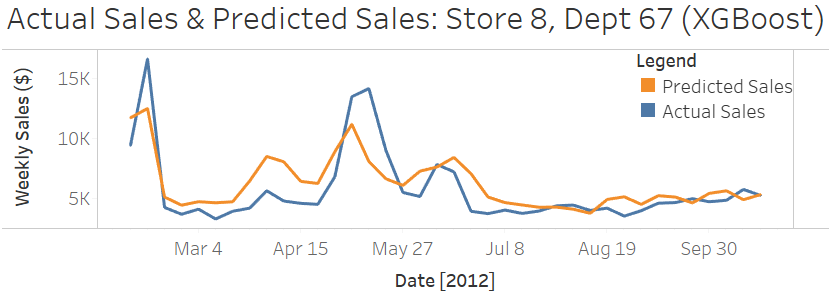 Actual Sales & Predicted Sales: Store 8, Dept 67 (XGBoost)
Legend
Predicted Sales
Actual Sales
Weekly Sales ($)
15K
10K
5K
Mar 4
Apr 15
May 27
Jul 8
Aug 19
Sep 30
Date [2012]